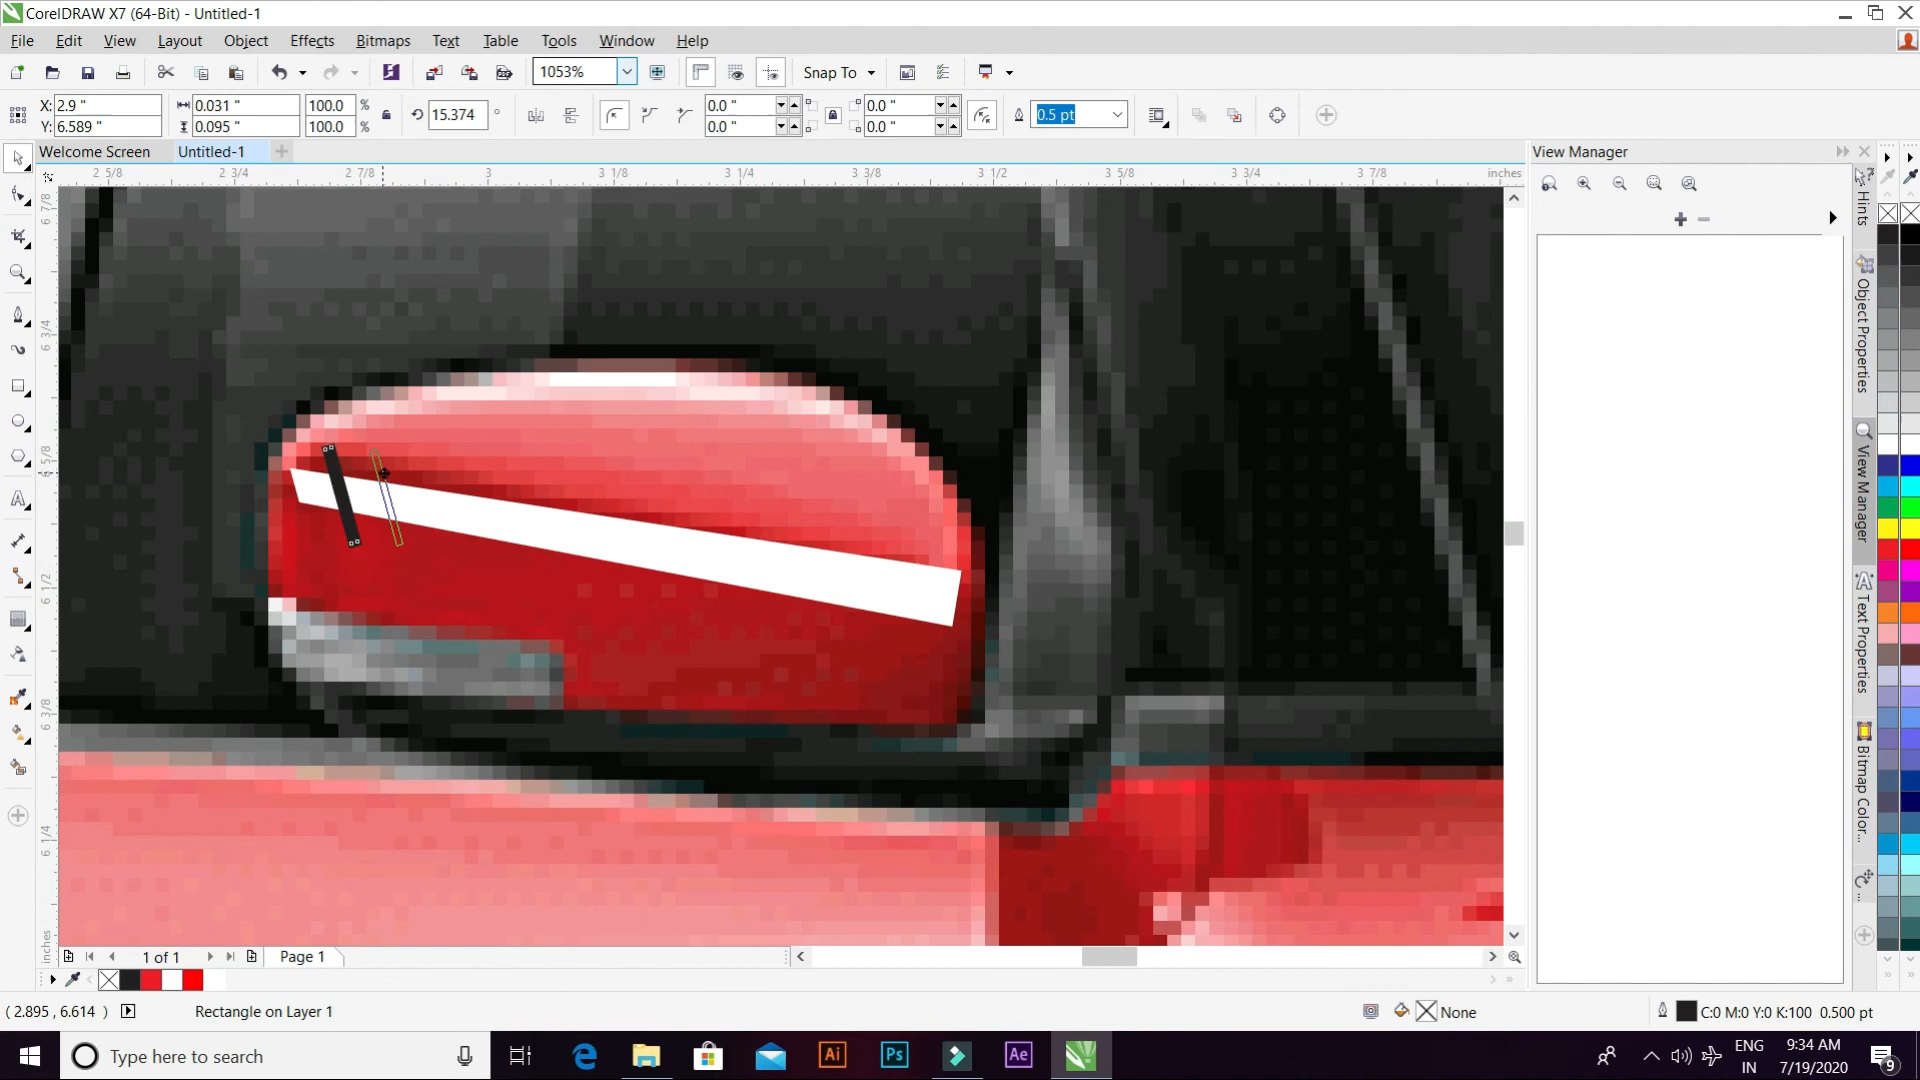 CorelDRAW X7 (64-Bit) - Untitled-1
File Edit View Layout Object Effects Bitmaps Text Table Tools Window Help
1053% Snap To
X: 2.9 " 0.031 " 100.0 % 15.374 ° 0.0 " 0.0 " 0.5 pt
Y: 6.589 " 0.095 " 100.0 % 0.0 " 0.0 "
Welcome Screen Untitled-1 View Manager
2 5/8 2 3/4 2 7/8 3 3 1/8 3 1/4 3 3/8 3 1/2 3 5/8 3 3/4 3 7/8 inches
6 7/8
6 3/4
6 5/8
6 1/2
6 3/8
6 1/4
inches
Hints
Object Properties
View Manager
Text Properties
Bitmap Color...
1 of 1 Page 1
( 2.895 , 6.614 ) Rectangle on Layer 1 None C:0 M:0 Y:0 K:100 0.500 pt
Type here to search Ai Ps Ae ENG 9:34 AM
IN 7/19/2020 9